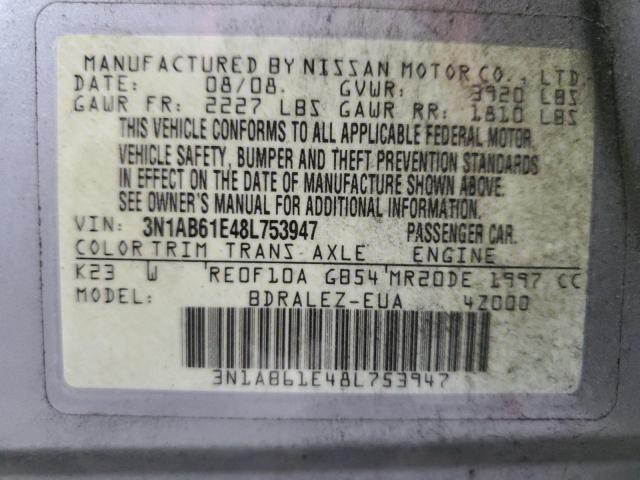 MANUFACTURED BY NISSAN MOTOR CO., LTD.
DATE: 08/08. GVWR: 3920 LBS
GAWR FR: 2227 LBS GAWR RR: 1810 LBS
THIS VEHICLE CONFORMS TO ALL APPLICABLE FEDERAL MOTOR
VEHICLE SAFETY, BUMPER AND THEFT PREVENTION STANDARDS
IN EFFECT ON THE DATE OF MANUFACTURE SHOWN ABOVE.
SEE OWNER'S MANUAL FOR ADDITIONAL INFORMATION.
VIN: 3N1AB61E48L753947 PASSENGER CAR.
COLOR TRIM TRANS AXLE ENGINE
K23 W RE0F10A GB54 MR20DE 1997 CC
MODEL: BDRALEZ-EUA 4Z000
3N1AB61E48L753947